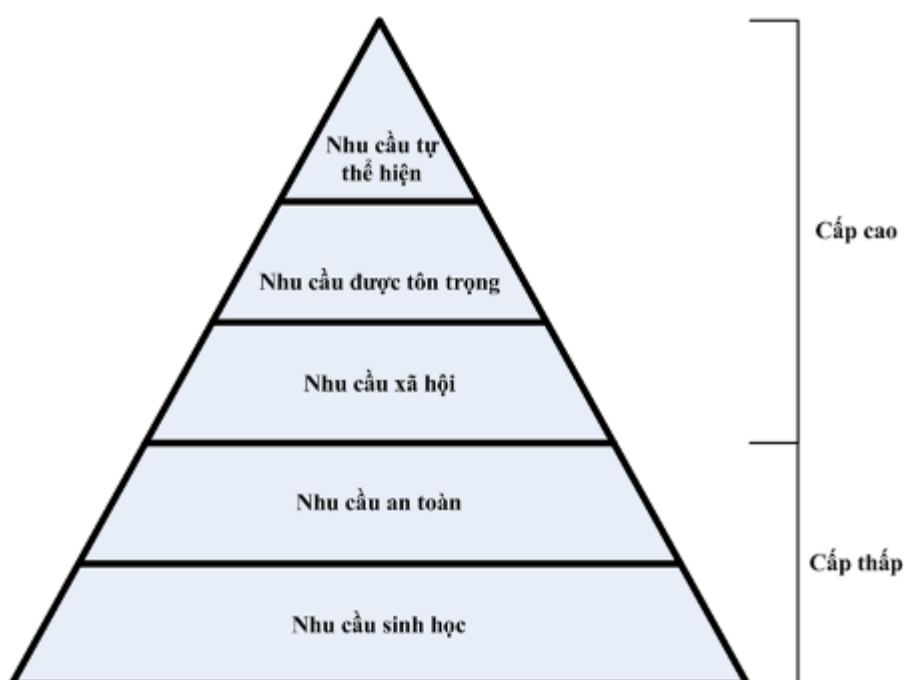 Nhu cầu tự
thể hiện
Cấp cao
Nhu cầu được tôn trọng
Nhu cầu xã hội
Nhu cầu an toàn
Cấp thấp
Nhu cầu sinh học